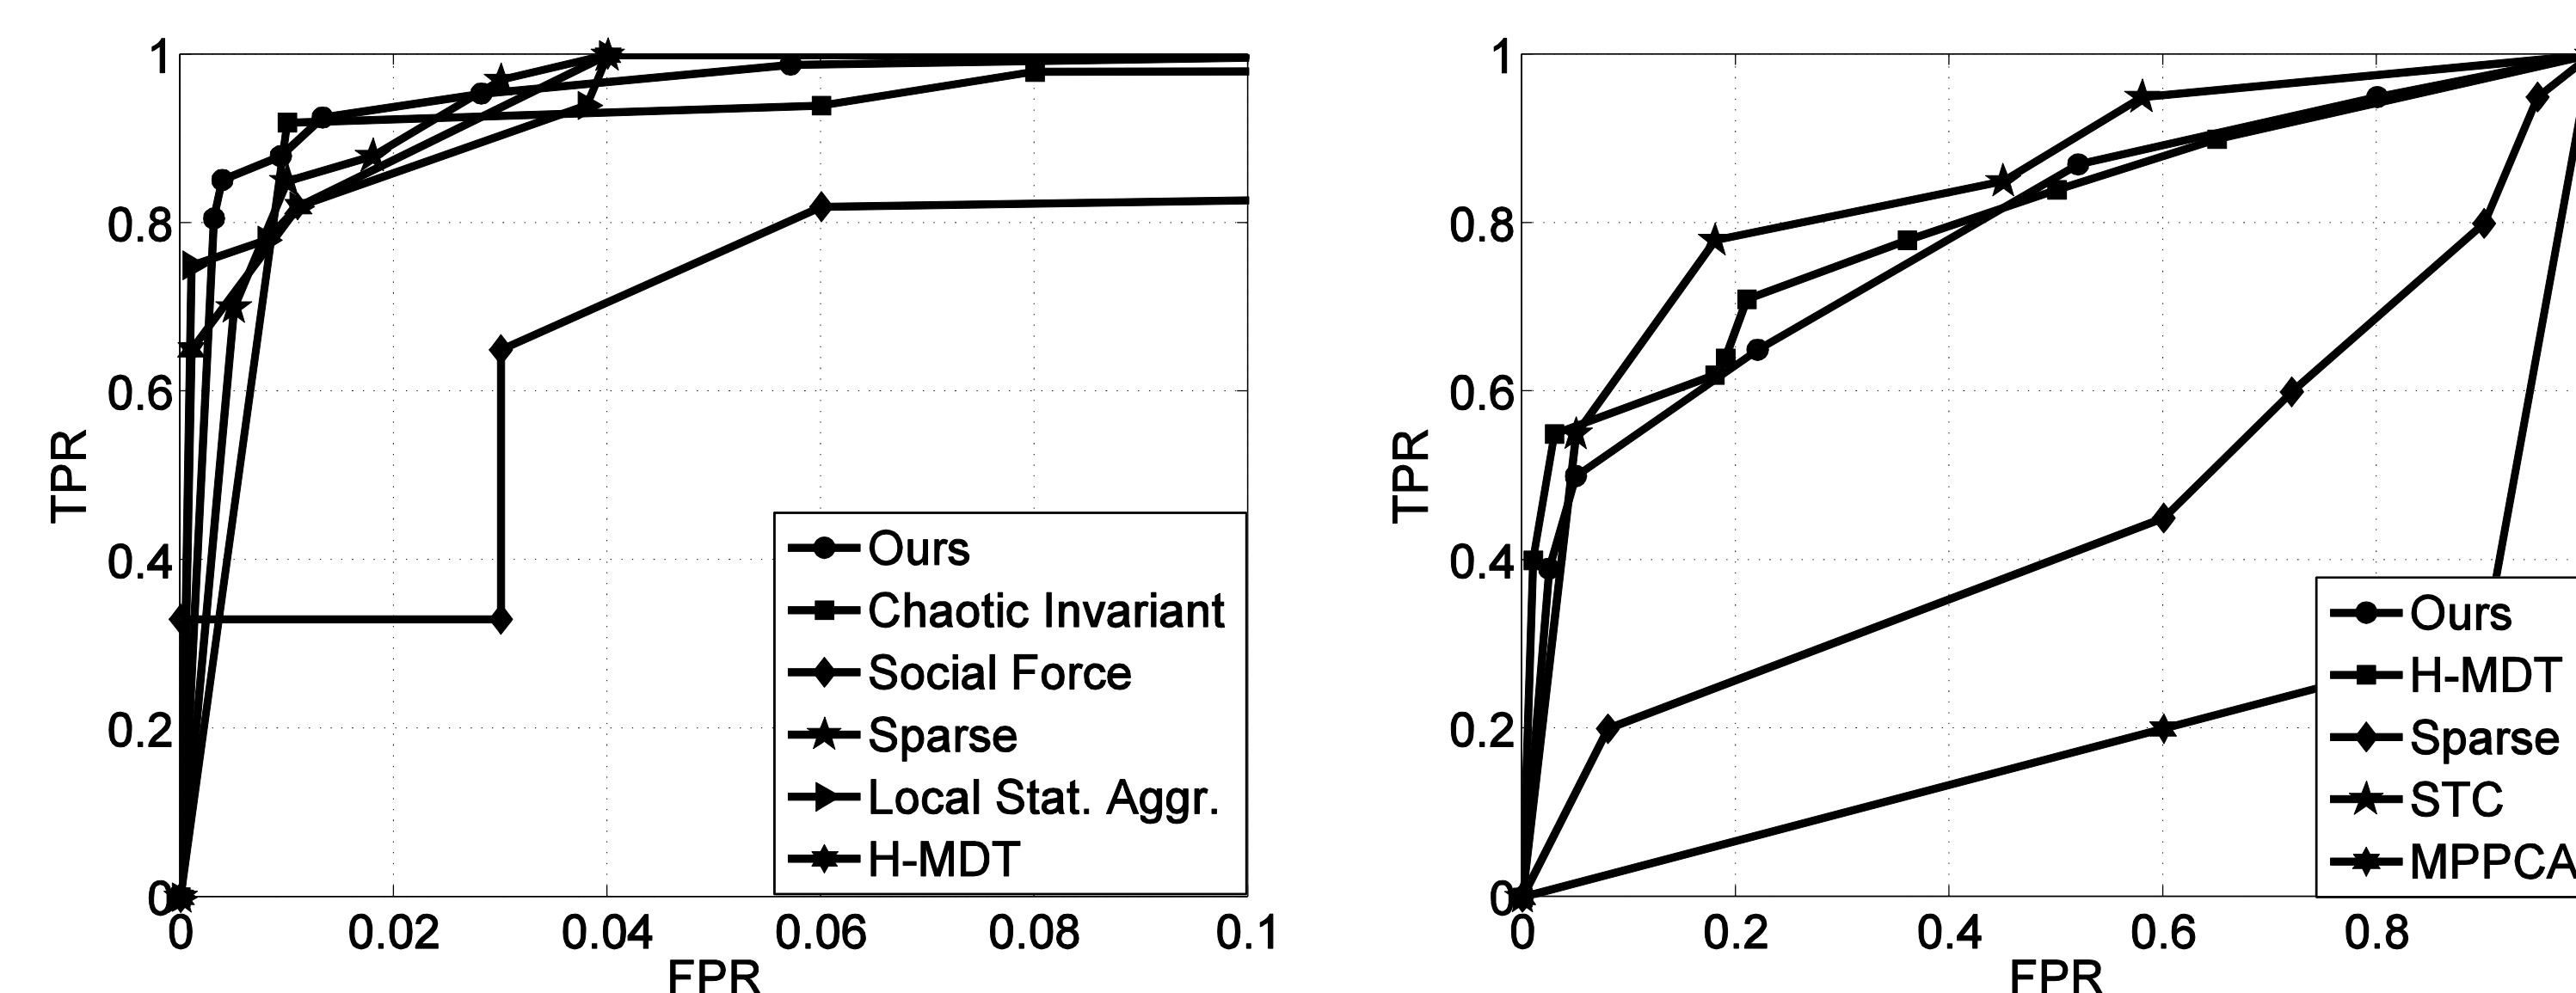 1
0.8
0.6
0.4
0.2
0
TPR
0 0.02 0.04 0.06 0.08 0.1
FPR
Ours
Chaotic Invariant
Social Force
Sparse
Local Stat. Aggr.
H-MDT
1
0.8
0.6
0.4
0.2
0
TPR
0 0.2 0.4 0.6 0.8
FPR
Ours
H-MDT
Sparse
STC
MPPCA